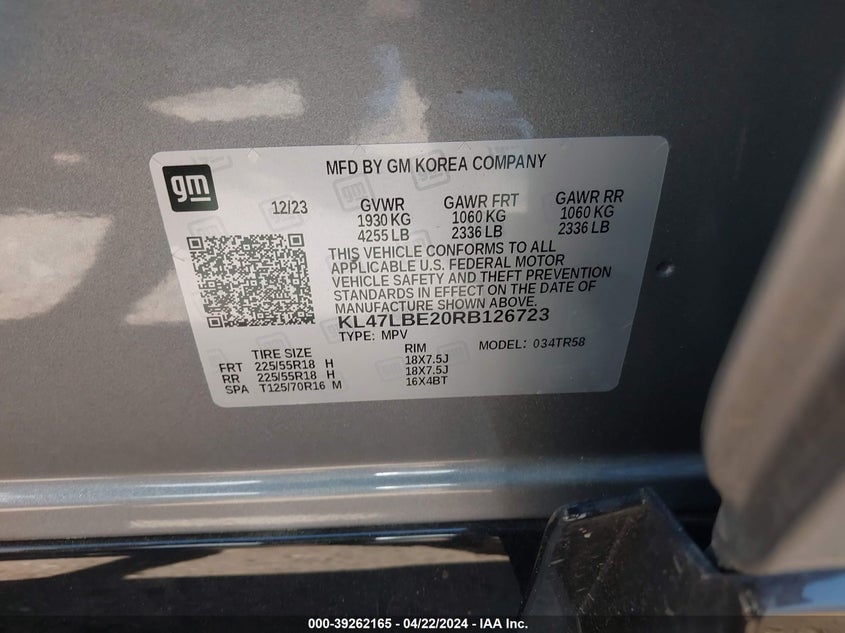 MFD BY GM KOREA COMPANY
gm
12/23 GVWR GAWR FRT GAWR RR
1930 KG 1060 KG 1060 KG
4255 LB 2336 LB 2336 LB
THIS VEHICLE CONFORMS TO ALL
APPLICABLE U.S. FEDERAL MOTOR
VEHICLE SAFETY AND THEFT PREVENTION
STANDARDS IN EFFECT ON THE DATE OF
MANUFACTURE SHOWN ABOVE.
KL47LBE20RB126723
TYPE: MPV MODEL: 034TR58
TIRE SIZE RIM
FRT 225/55R18 H 18X7.5J
RR 225/55R18 H 18X7.5J
SPA T125/70R16 M 16X4BT
000-39262165 - 04/22/2024 - IAA Inc.